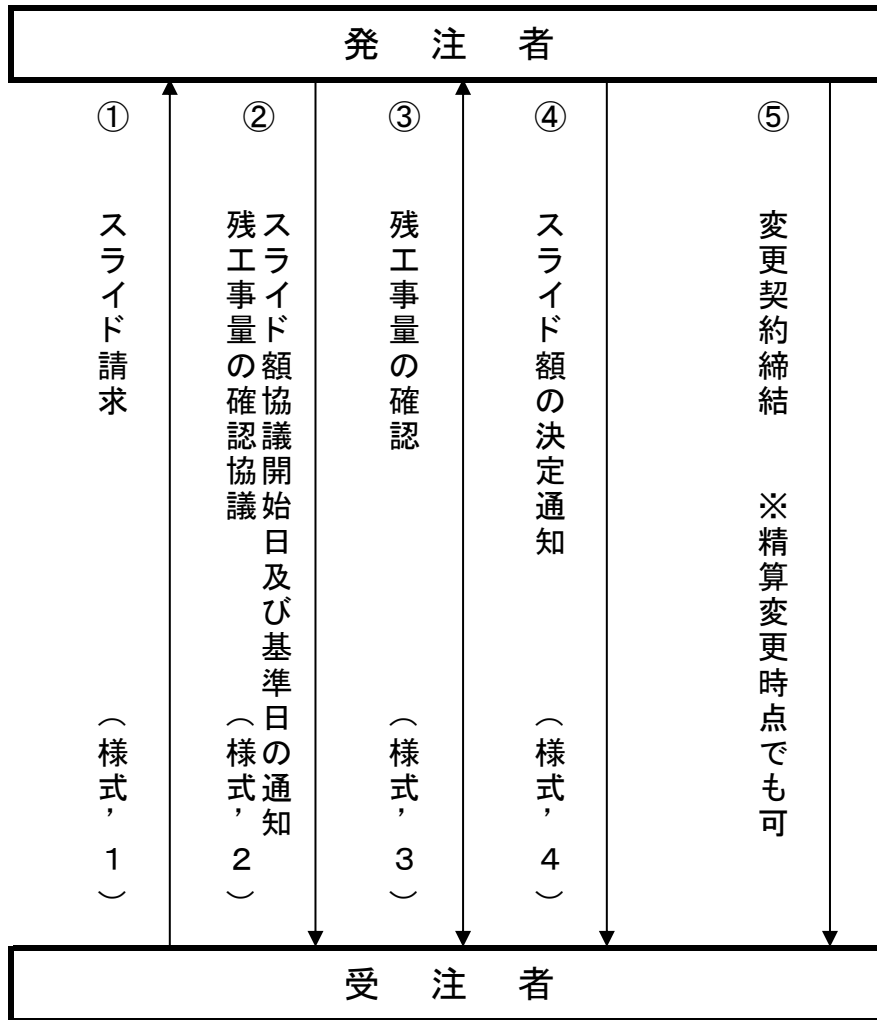 発 注 者
①
スライド請求 （様式’1）
②
スライド額協議開始日及び基準日の通知
残工事量の確認協議 （様式’2）
③
残工事量の確認 （様式’3）
④
スライド額の決定通知 （様式’4）
⑤
変更契約締結 ※精算変更時点でも可
受 注 者